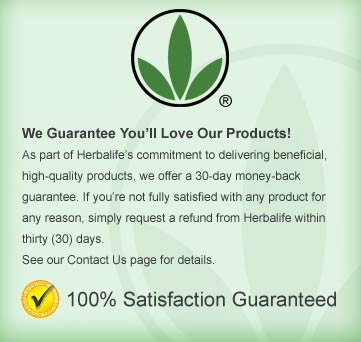 ®
We Guarantee You'll Love Our Products!
As part of Herbalife's commitment to delivering beneficial,
high-quality products, we offer a 30-day money-back
guarantee. If you're not fully satisfied with any product for
any reason, simply request a refund from Herbalife within
thirty (30) days.
See our Contact Us page for details.
100% Satisfaction Guaranteed